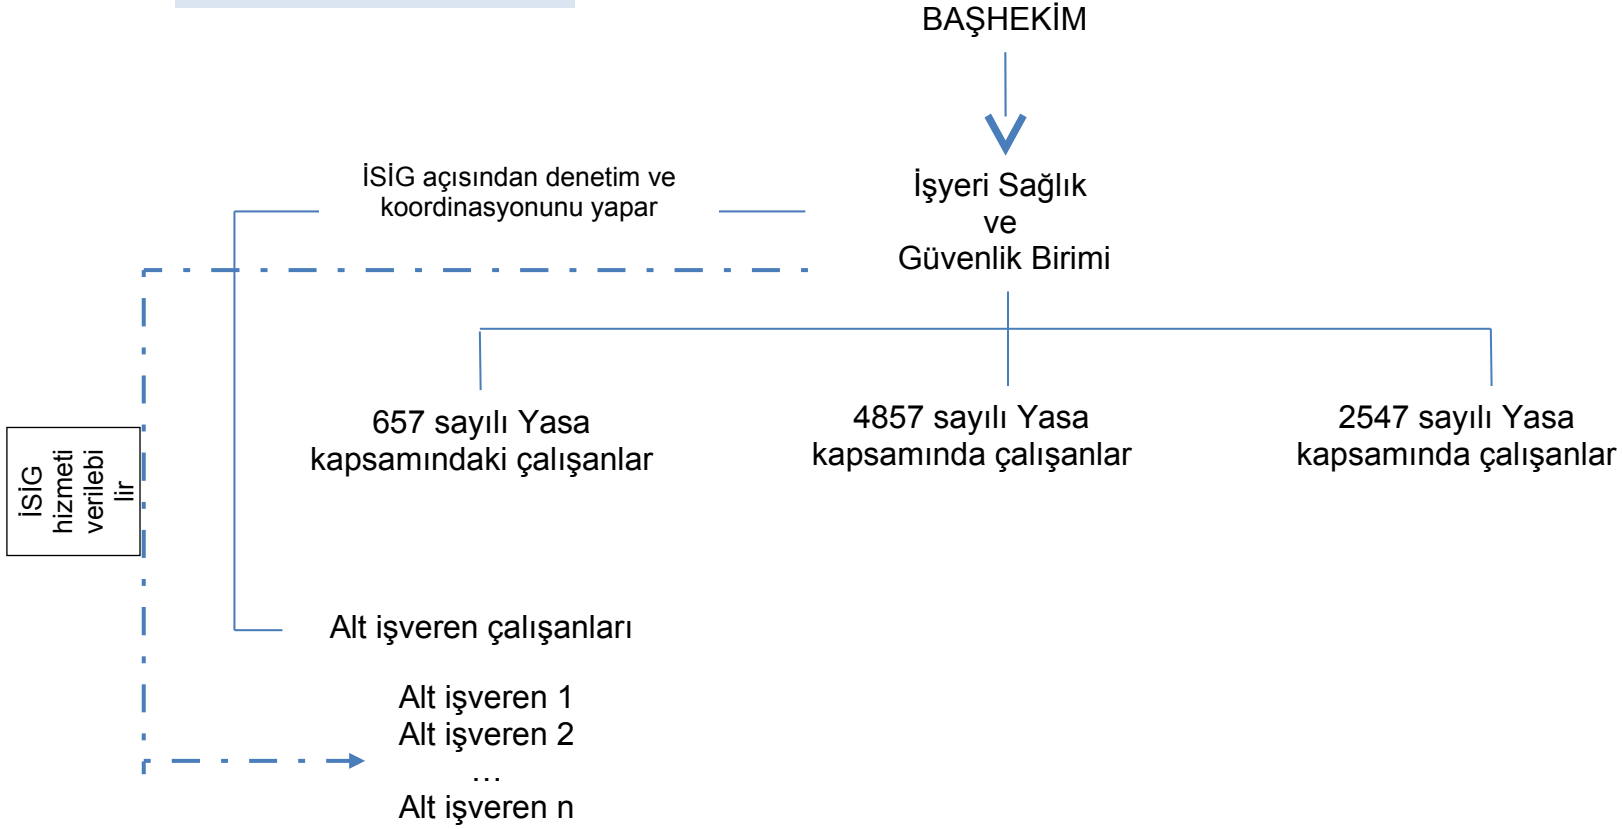 BAŞHEKİM
İSİG açısından denetim ve
koordinasyonunu yapar
İşyeri Sağlık
ve
Güvenlik Birimi
657 sayılı Yasa
kapsamındaki çalışanlar
4857 sayılı Yasa
kapsamında çalışanlar
2547 sayılı Yasa
kapsamında çalışanlar
İSİG
hizmeti
verilebi
lir
Alt işveren çalışanları
Alt işveren 1
Alt işveren 2
…
Alt işveren n